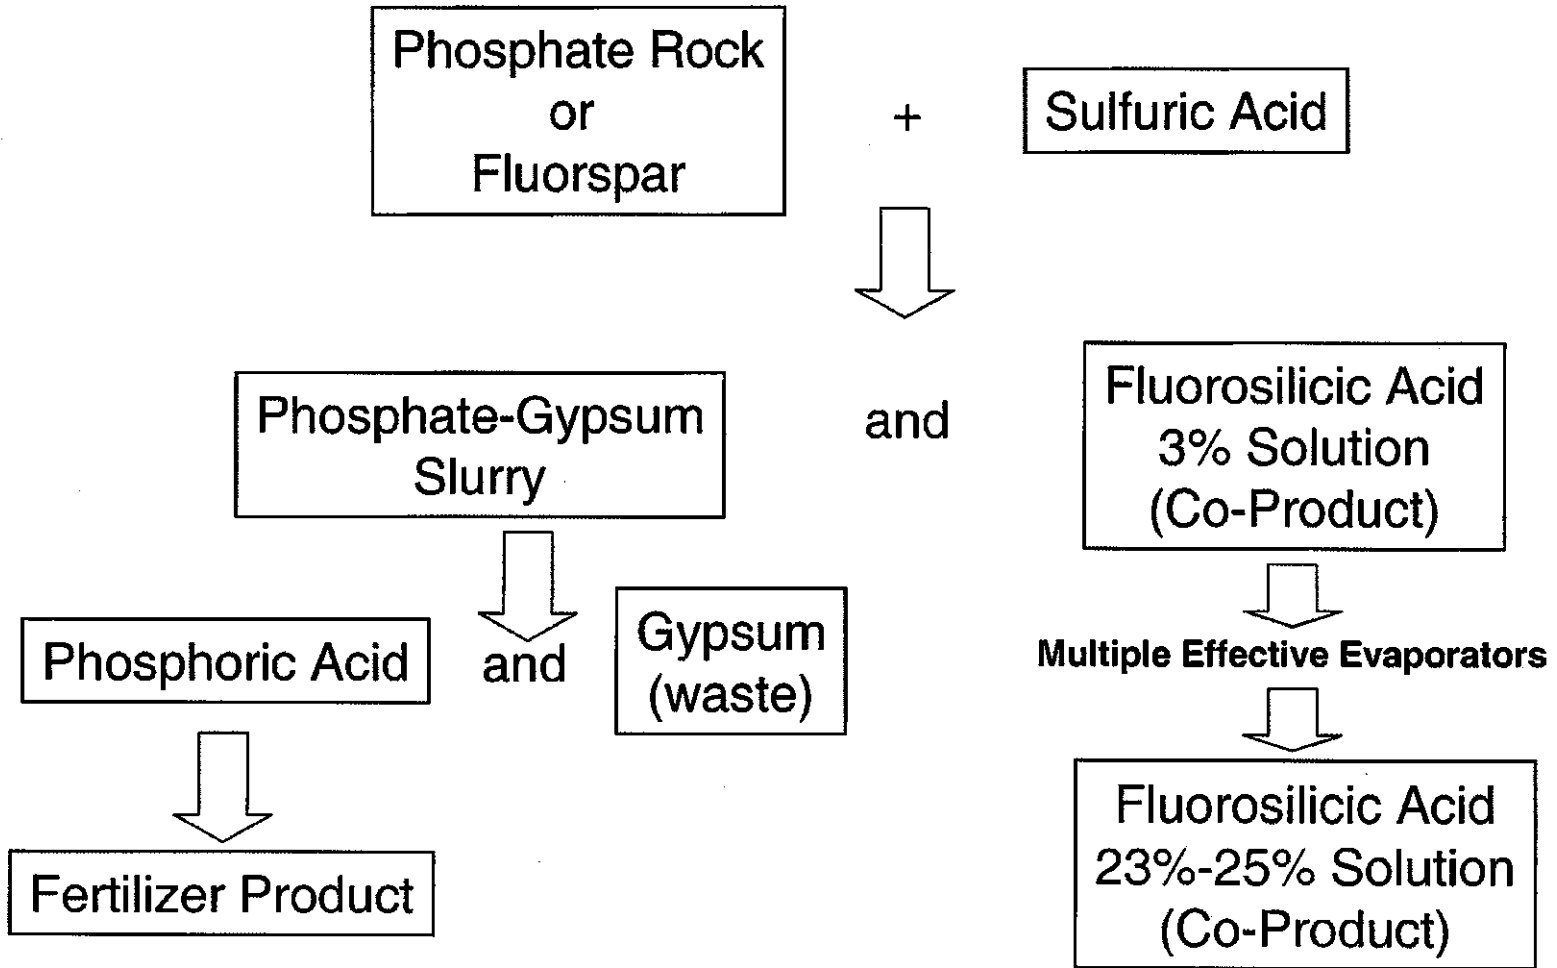 Phosphate Rock
or
Fluorspar
+
Sulfuric Acid
Phosphate-Gypsum
Slurry
and
Fluorosilicic Acid
3% Solution
(Co-Product)
Phosphoric Acid
and
Gypsum
(waste)
Multiple Effective Evaporators
Fertilizer Product
Fluorosilicic Acid
23%-25% Solution
(Co-Product)